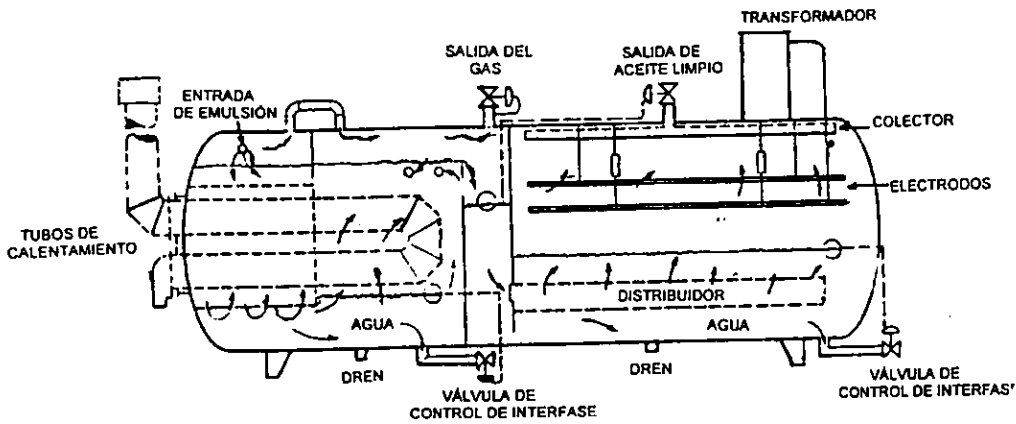 TRANSFORMADOR
SALIDA DEL
GAS
SALIDA DE
ACEITE LIMPIO
ENTRADA
DE EMULSIÓN
COLECTOR
ELECTRODOS
TUBOS DE
CALENTAMIENTO
DISTRIBUIDOR
AGUA
AGUA
DREN
DREN
VÁLVULA DE
CONTROL DE INTERFASE
VÁLVULA DE
CONTROL DE INTERFAS